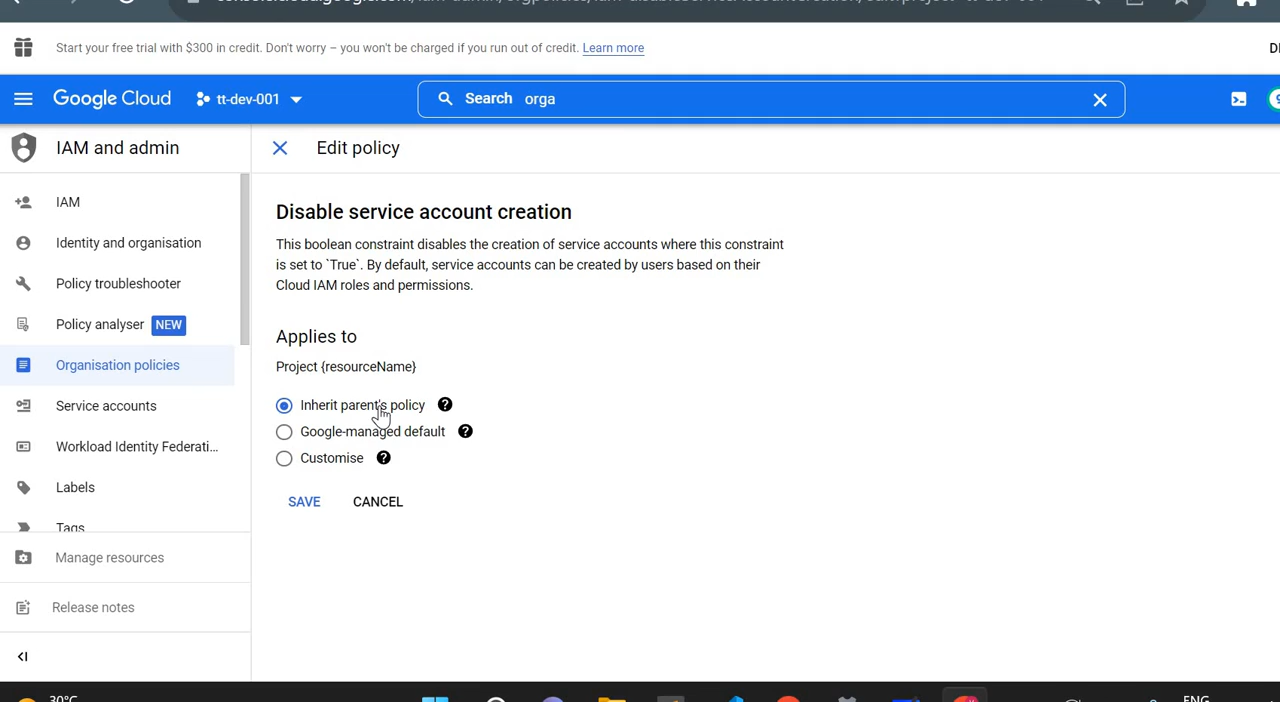 Start your free trial with $300 in credit. Don't worry – you won't be charged if you run out of credit. Learn more
Google Cloud
tt-dev-001
Search orga
IAM and admin
Edit policy
IAM
Identity and organisation
Policy troubleshooter
Policy analyser NEW
Organisation policies
Service accounts
Workload Identity Federati...
Labels
Tags
Manage resources
Release notes
Disable service account creation
This boolean constraint disables the creation of service accounts where this constraint
is set to `True`. By default, service accounts can be created by users based on their
Cloud IAM roles and permissions.
Applies to
Project {resourceName}
Inherit parent's policy
Google-managed default
Customise
SAVE CANCEL
30°C
ENG